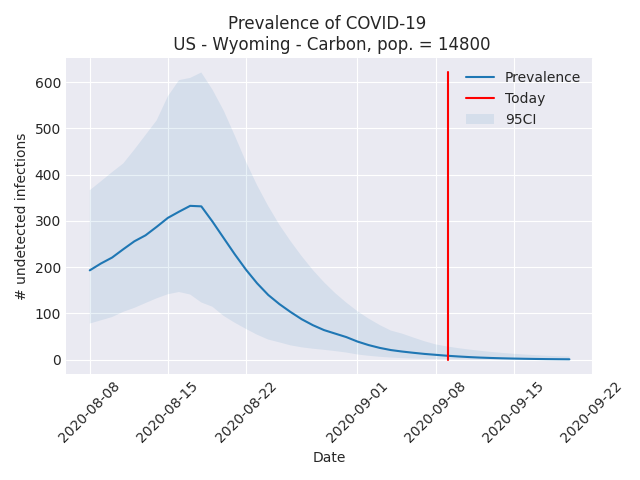 Prevalence of COVID-19
US - Wyoming - Carbon, pop. = 14800
Prevalence
Today
95CI
600
500
400
300
200
100
0
# undetected infections
2020-08-08
2020-08-15
2020-08-22
2020-09-01
2020-09-08
2020-09-15
2020-09-22
Date